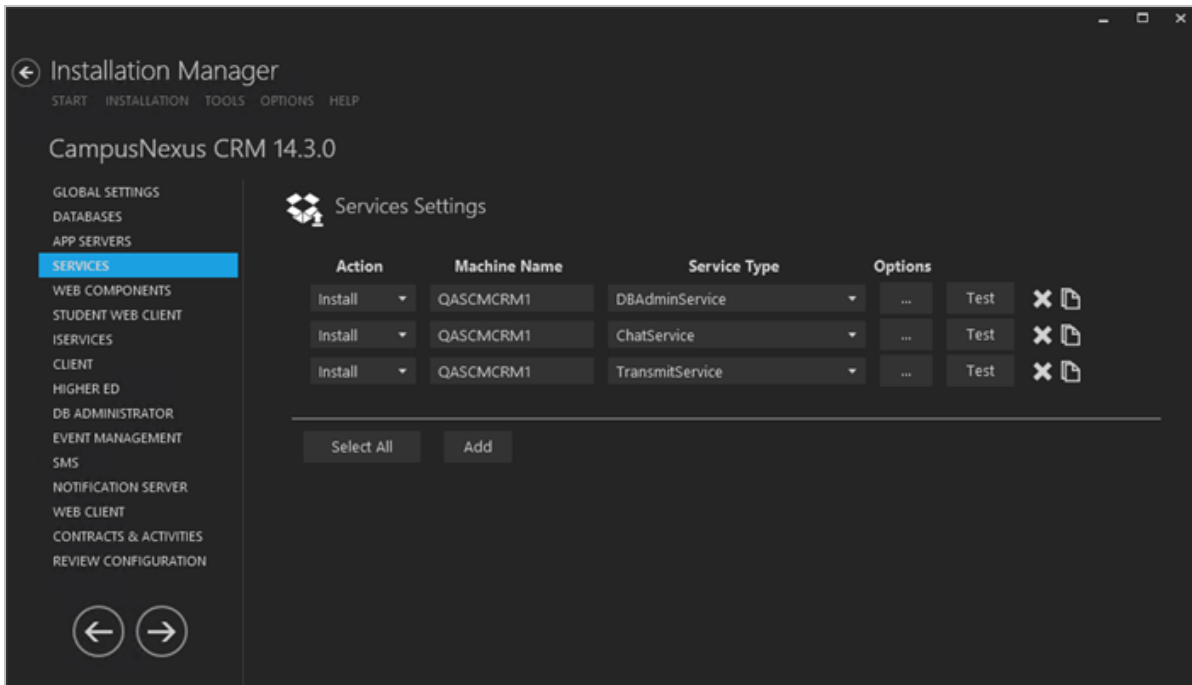 Installation Manager
START INSTALLATION TOOLS OPTIONS HELP
CampusNexus CRM 14.3.0
GLOBAL SETTINGS
DATABASES
APP SERVERS
SERVICES
WEB COMPONENTS
STUDENT WEB CLIENT
ISERVICES
CLIENT
HIGHER ED
DB ADMINISTRATOR
EVENT MANAGEMENT
SMS
NOTIFICATION SERVER
WEB CLIENT
CONTRACTS & ACTIVITIES
REVIEW CONFIGURATION
Services Settings
Action Machine Name Service Type Options
Install QASCMCRM1 DBAdminService ... Test
Install QASCMCRM1 ChatService ... Test
Install QASCMCRM1 TransmitService ... Test
Select All Add